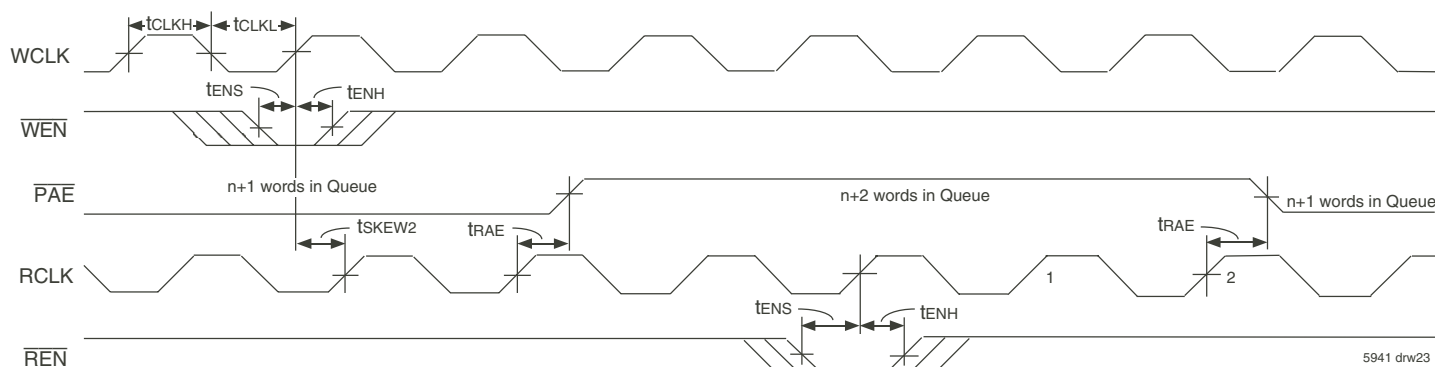 tCLKH
tCLKL
WCLK
tENS
tENH
WEN
n+1 words in Queue
PAE
n+2 words in Queue
n+1 words in Queue
tSKEW2
tRAE
tRAE
RCLK
1
2
tENS
tENH
REN
5941 drw23